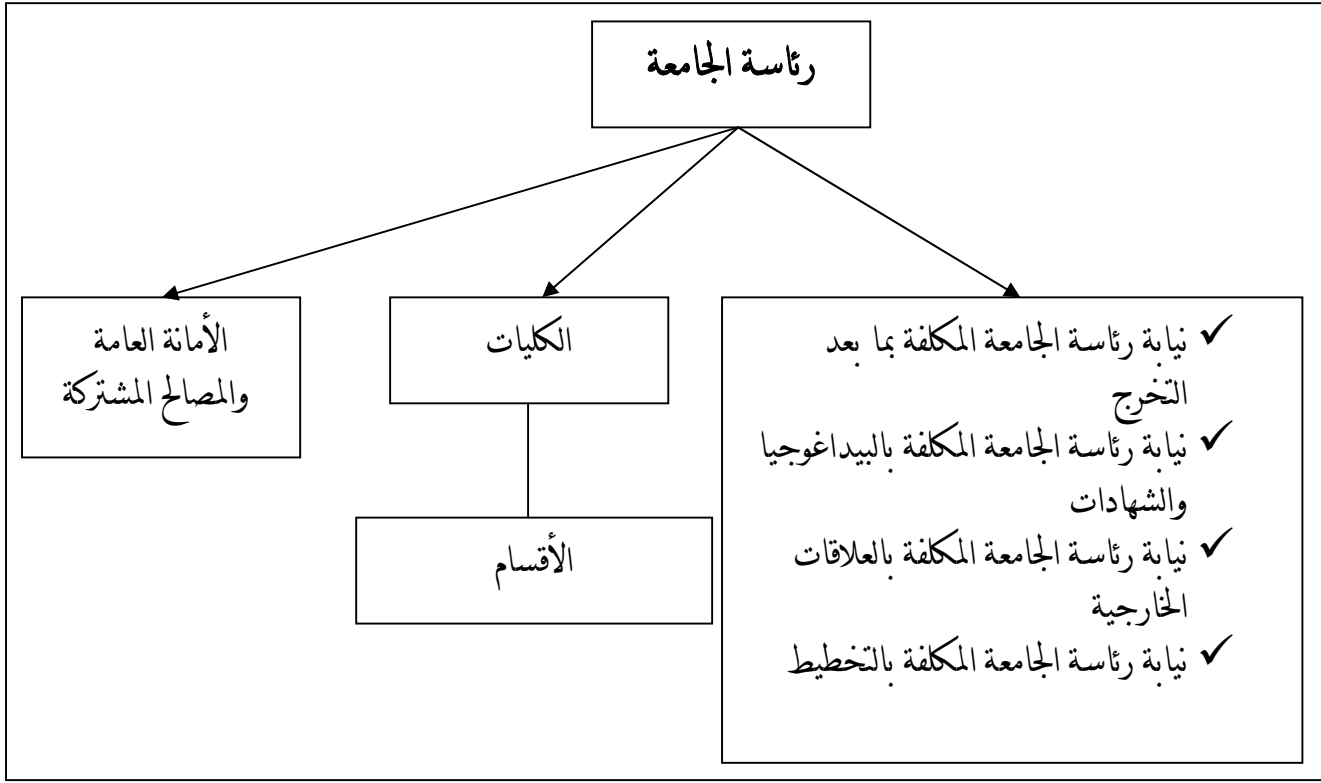 رئاسة الجامعة
✓ نيابة رئاسة الجامعة المكلفة بما بعد
التخرج
✓ نيابة رئاسة الجامعة المكلفة بالبيداغوجيا
والشهادات
✓ نيابة رئاسة الجامعة المكلفة بالعلاقات
الخارجية
✓ نيابة رئاسة الجامعة المكلفة بالتخطيط
الكليات
الأقسام
الأمانة العامة
والمصالح المشتركة